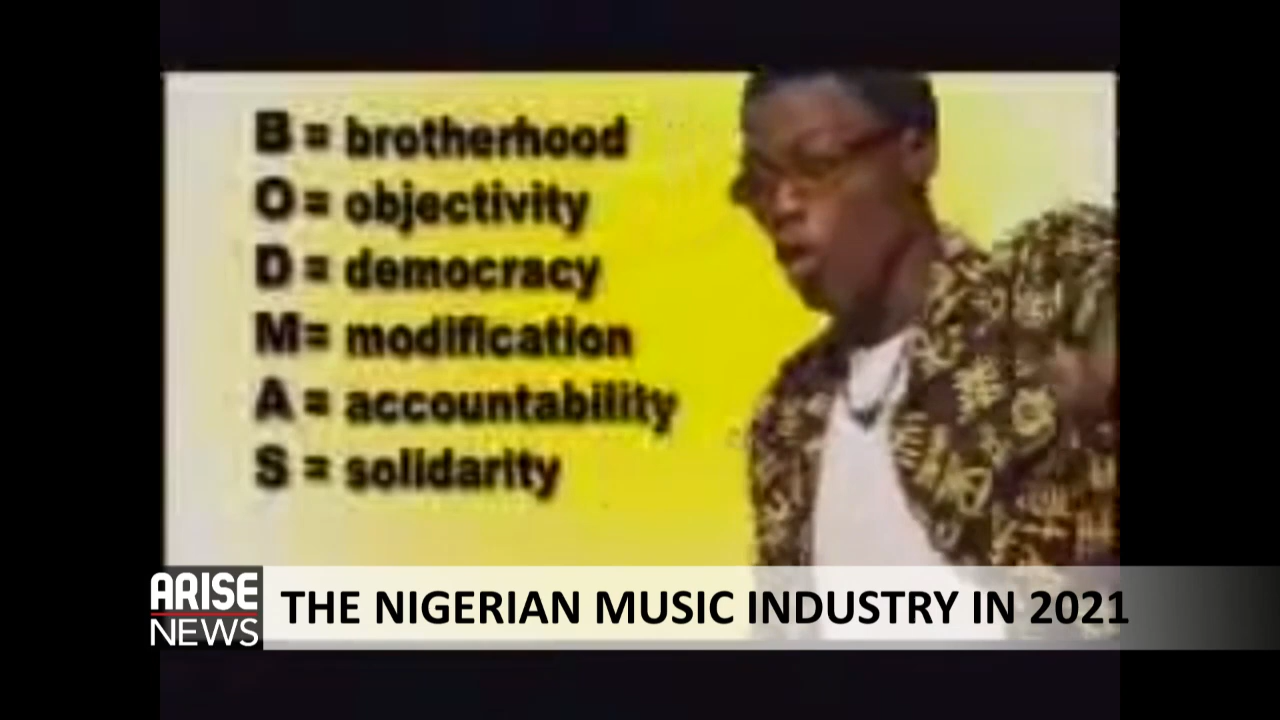 B = brotherhood
O = objectivity
D = democracy
M= modification
A = accountability
S = solidarity
ARISE
NEWS
THE NIGERIAN MUSIC INDUSTRY IN 2021